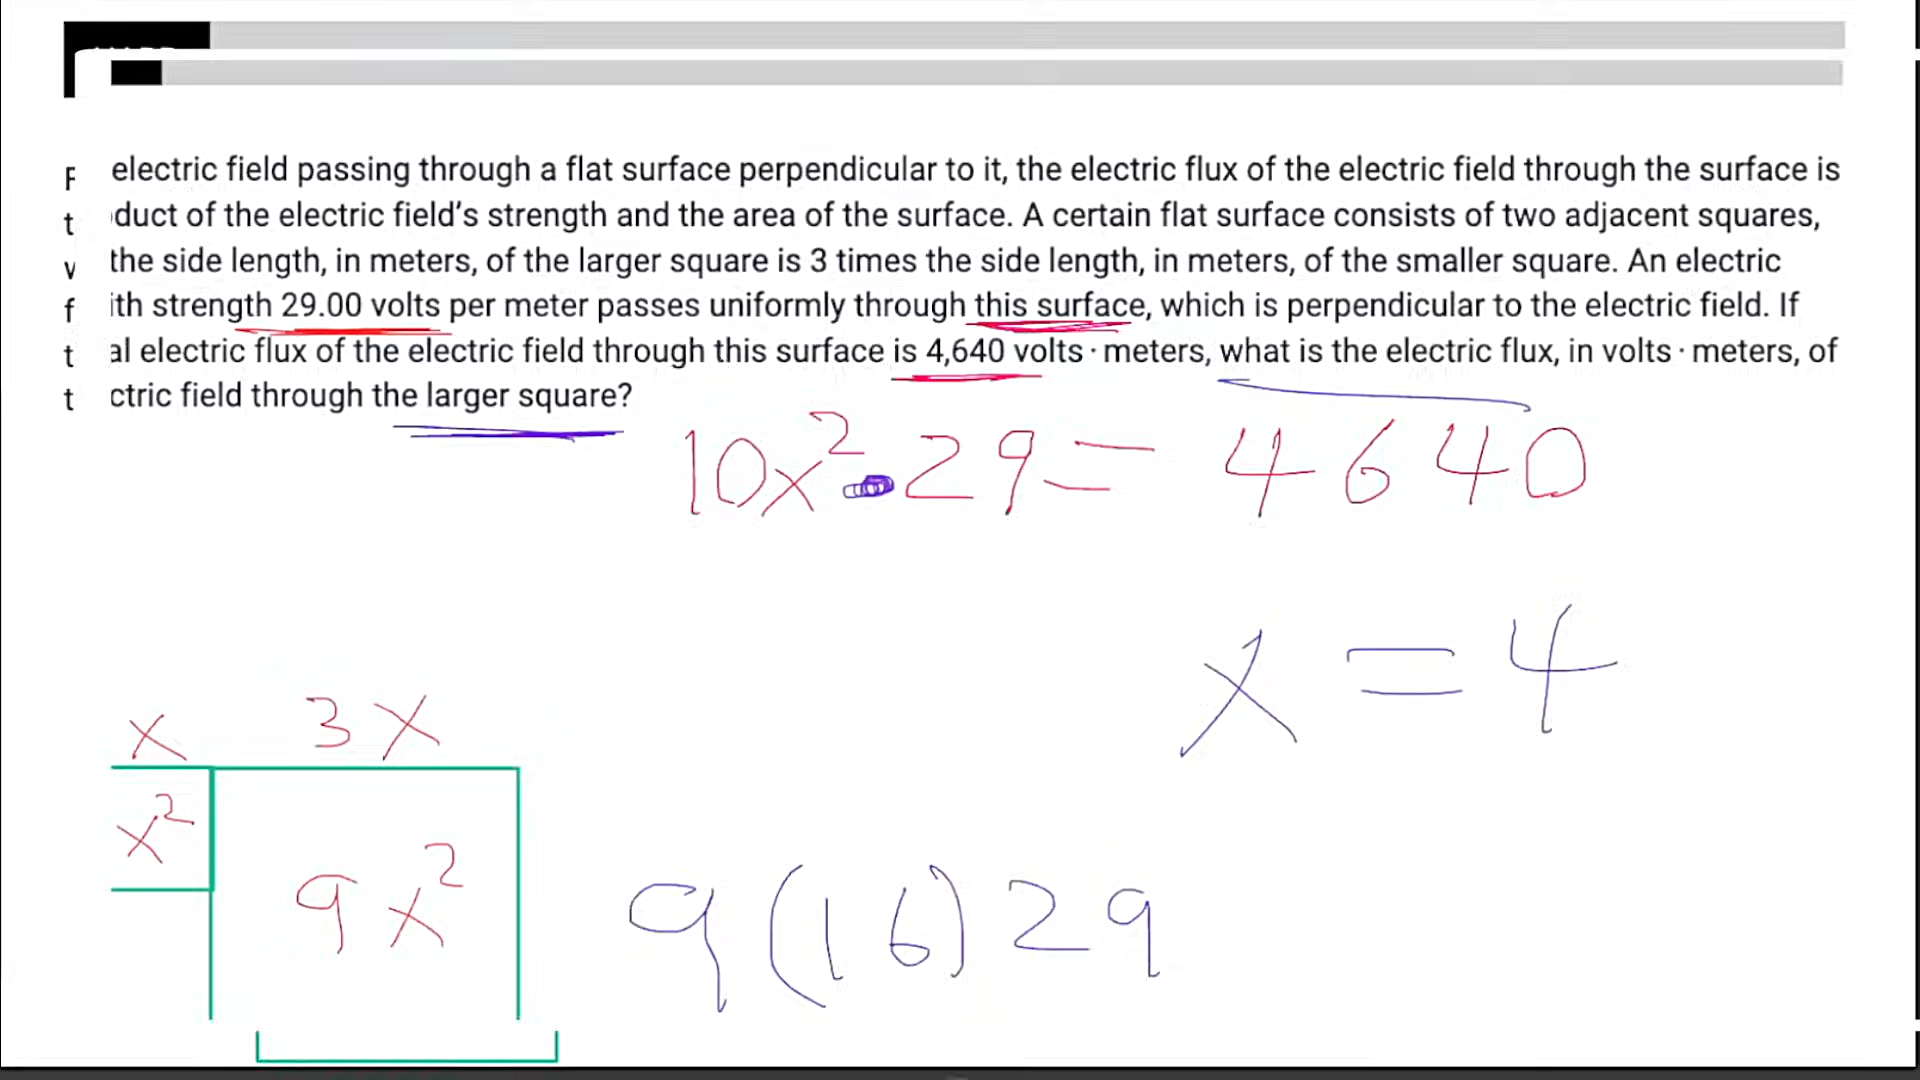 F electric field passing through a flat surface perpendicular to it, the electric flux of the electric field through the surface is
t duct of the electric field's strength and the area of the surface. A certain flat surface consists of two adjacent squares,
v the side length, in meters, of the larger square is 3 times the side length, in meters, of the smaller square. An electric
f ith strength 29.00 volts per meter passes uniformly through this surface, which is perpendicular to the electric field. If
t al electric flux of the electric field through this surface is 4,640 volts · meters, what is the electric flux, in volts · meters, of
t ctric field through the larger square?
10x² · 29 = 4640
x = 4
x 3x
x²
9x²
9(16)29